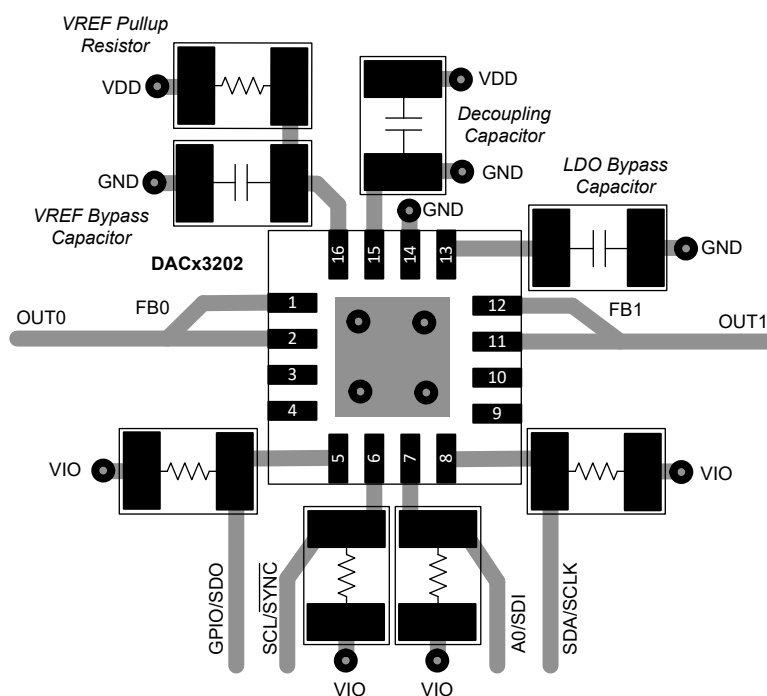 VREF Pullup
Resistor
VDD
VDD
Decoupling
Capacitor
GND
GND
LDO Bypass
Capacitor
VREF Bypass
Capacitor
GND
GND
DACx3202
16
15
14
13
FB0
1
12
FB1
OUT0
2
11
OUT1
3
10
4
9
5
6
7
8
VIO
VIO
GPIO/SDO
SCL/SYNC
A0/SDI
SDA/SCLK
VIO
VIO